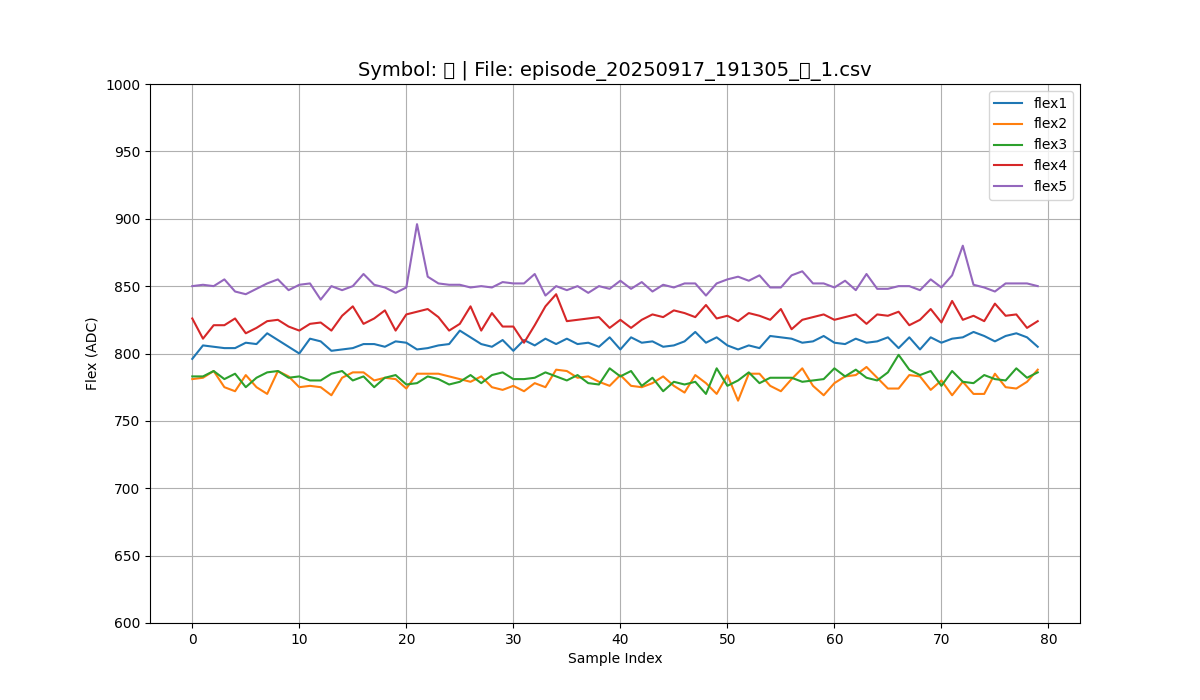 Symbol: ▯ | File: episode_20250917_191305_▯_1.csv
1000
950
900
850
800
750
700
650
600
Flex (ADC)
0 10 20 30 40 50 60 70 80
Sample Index
flex1
flex2
flex3
flex4
flex5